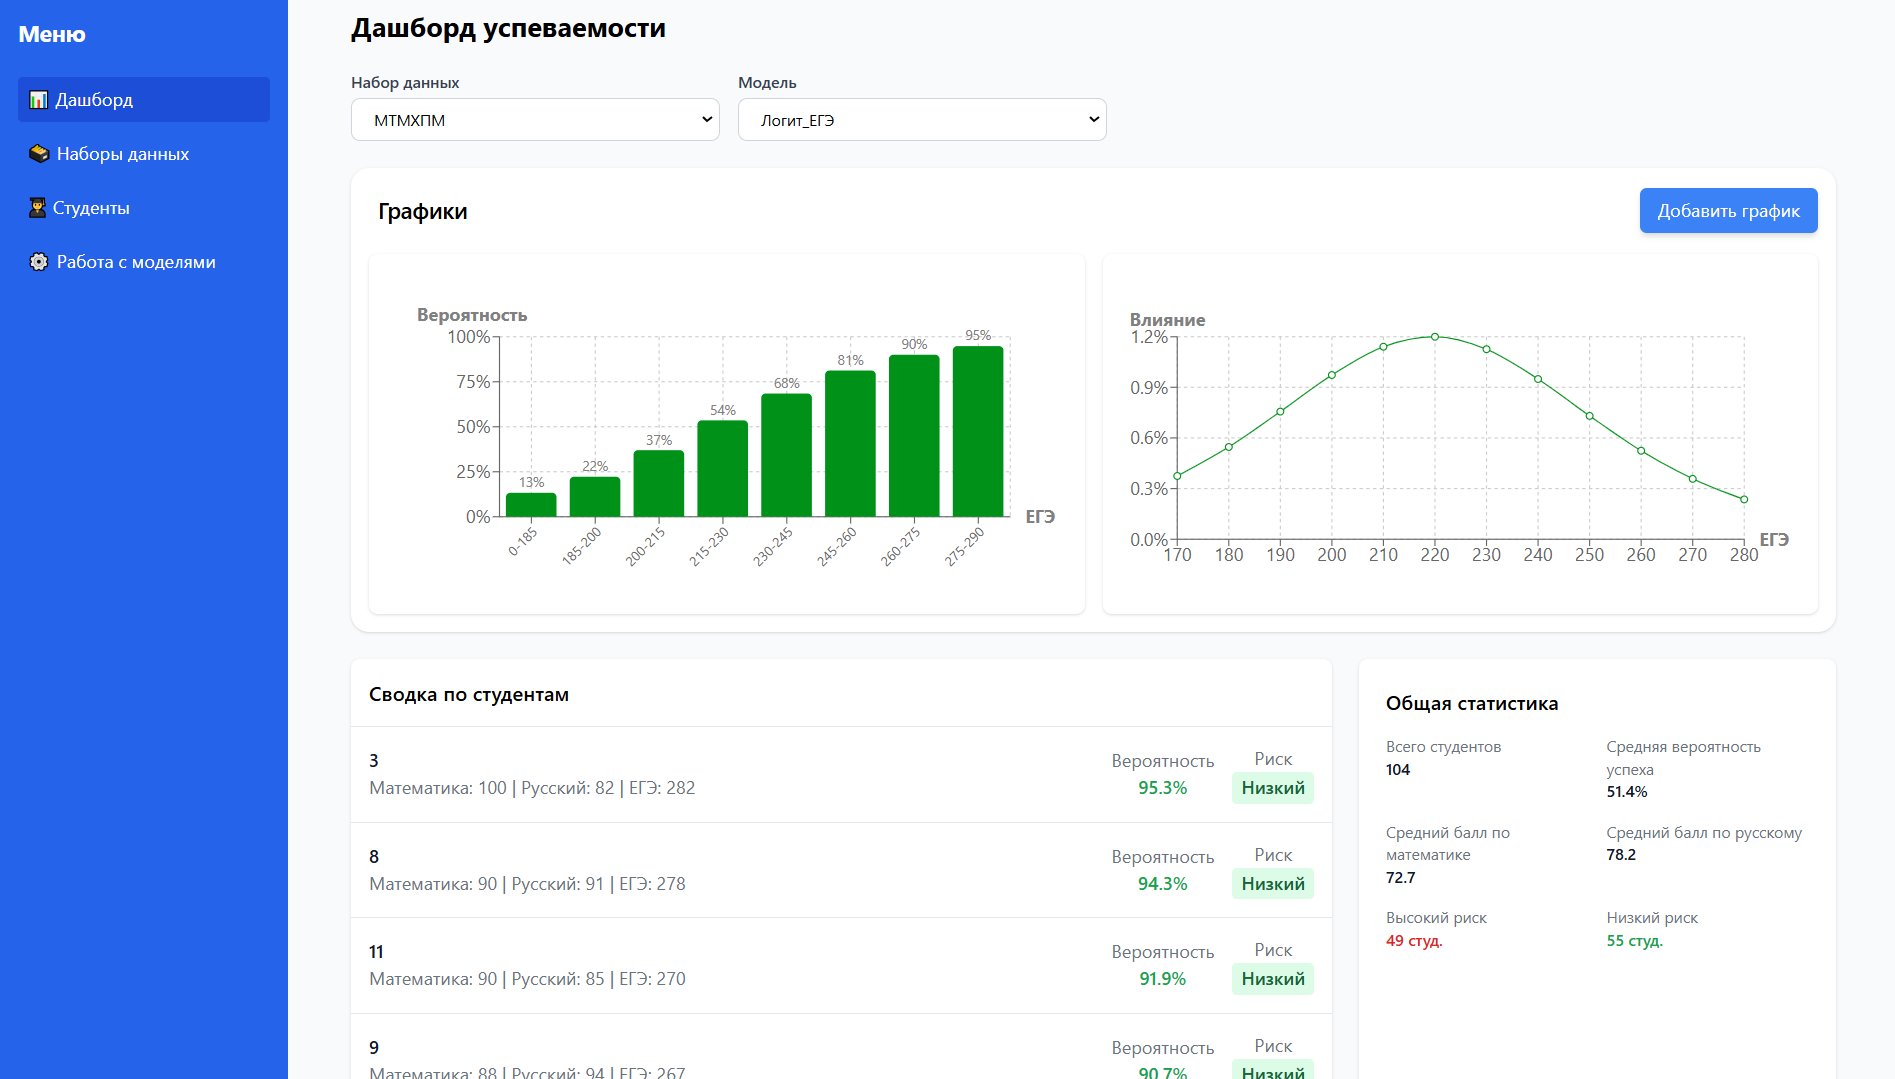 Меню
Дашборд
Наборы данных
Студенты
Работа с моделями
Дашборд успеваемости
Набор данных
Модель
МТМХПМ
Логит_ЕГЭ
Графики
Добавить график
Вероятность
100%
75%
50%
25%
0%
13%
22%
37%
54%
68%
81%
90%
95%
0-185
185-200
200-215
215-230
230-245
245-260
260-275
275-290
ЕГЭ
Влияние
1.2%
0.9%
0.6%
0.3%
0.0%
170 180 190 200 210 220 230 240 250 260 270 280
ЕГЭ
Сводка по студентам
3
Математика: 100 | Русский: 82 | ЕГЭ: 282
Вероятность
95.3%
Риск
Низкий
8
Математика: 90 | Русский: 91 | ЕГЭ: 278
Вероятность
94.3%
Риск
Низкий
11
Математика: 90 | Русский: 85 | ЕГЭ: 270
Вероятность
91.9%
Риск
Низкий
9
Математика: 88 | Русский: 94 | ЕГЭ: 267
Вероятность
90.7%
Риск
Низкий
Общая статистика
Всего студентов
104
Средняя вероятность
успеха
51.4%
Средний балл по
математике
72.7
Средний балл по русскому
78.2
Высокий риск
49 студ.
Низкий риск
55 студ.